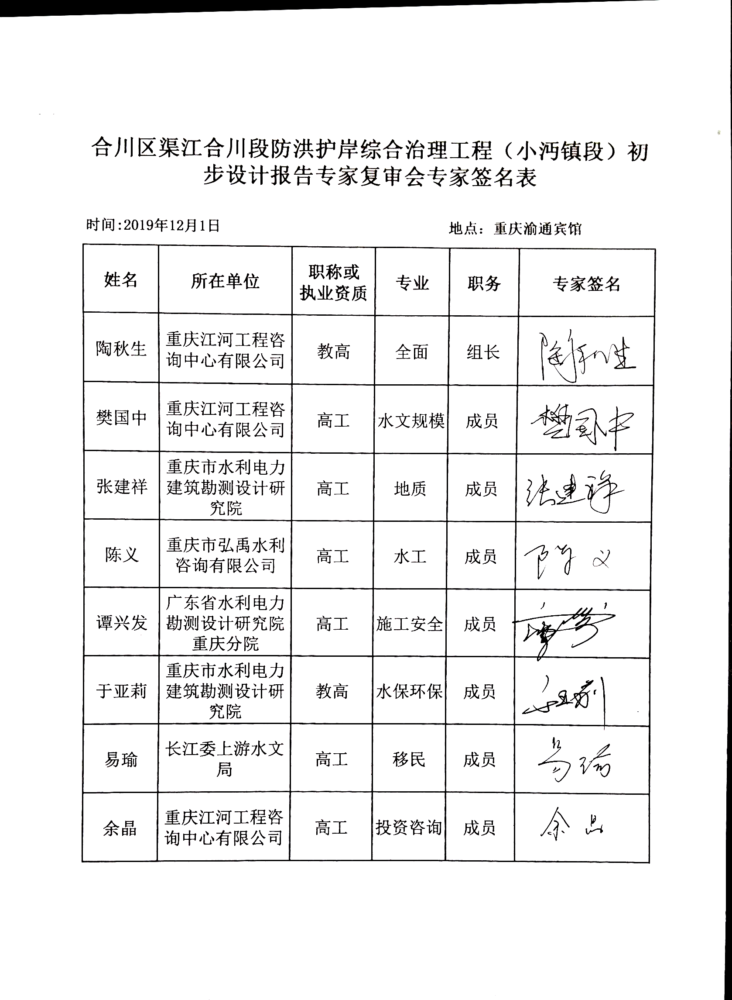 合川区渠江合川段防洪护岸综合治理工程（小沔镇段）初
步设计报告专家复审会专家签名表
时间:2019年12月1日 地点：重庆渝通宾馆
姓名 所在单位 职称或
执业资质 专业 职务 专家签名
陶秋生 重庆江河工程咨
询中心有限公司 教高 全面 组长 陶秋生
樊国中 重庆江河工程咨
询中心有限公司 高工 水文规模 成员 樊国中
张建祥 重庆市水利电力
建筑勘测设计研
究院 高工 地质 成员 张建祥
陈义 重庆市弘禹水利
咨询有限公司 高工 水工 成员 陈义
谭兴发 广东省水利电力
勘测设计研究院
重庆分院 高工 施工安全 成员
于亚莉 重庆市水利电力
建筑勘测设计研
究院 教高 水保环保 成员
易瑜 长江委上游水文
局 高工 移民 成员 易瑜
余晶 重庆江河工程咨
询中心有限公司 高工 投资咨询 成员 余晶